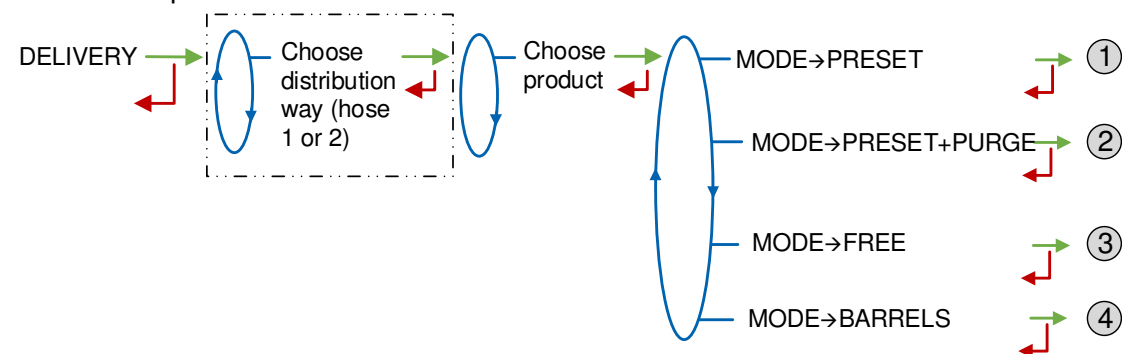 DELIVERY
Choose
distribution
way (hose
1 or 2)
Choose
product
MODE→PRESET
1
MODE→PRESET+PURGE
2
MODE→FREE
3
MODE→BARRELS
4